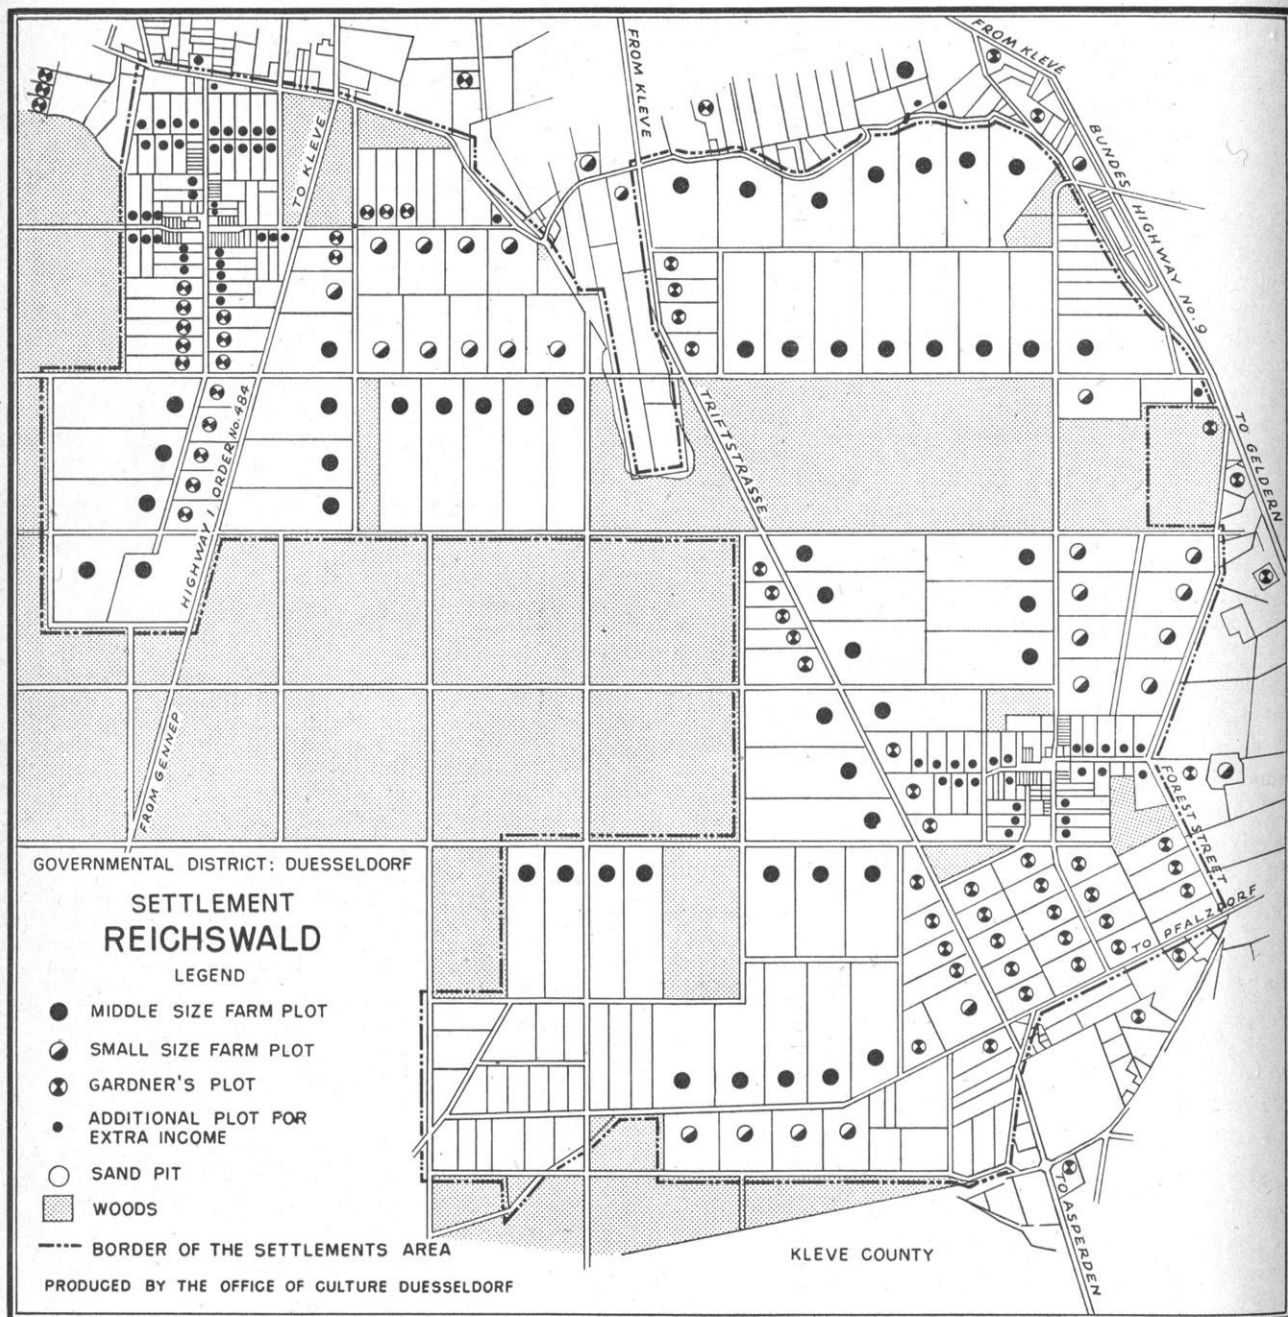 FROM KLEVE
FROM KLEVE
BUNDES HIGHWAY No. 9
TO KLEVE
TO GELDERN
TRIFTSTRASSE
HIGHWAY I ORDER No. 484
FROM GENNEP
FOREST STREET
TO PFALZDORF
TO ASPERDEN
KLEVE COUNTY
GOVERNMENTAL DISTRICT: DUESSELDORF
SETTLEMENT
REICHSWALD
LEGEND
MIDDLE SIZE FARM PLOT
SMALL SIZE FARM PLOT
GARDNER'S PLOT
ADDITIONAL PLOT FOR
EXTRA INCOME
SAND PIT
WOODS
BORDER OF THE SETTLEMENTS AREA
PRODUCED BY THE OFFICE OF CULTURE DUESSELDORF